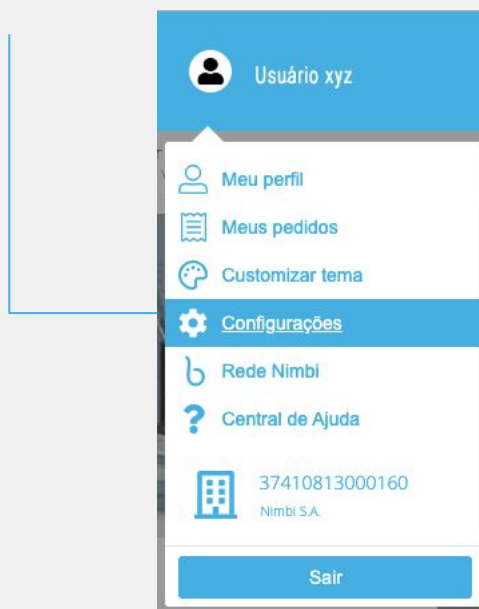 Usuário xyz
Meu perfil
Meus pedidos
Customizar tema
Configurações
Rede Nimbi
Central de Ajuda
37410813000160
Nimbi S.A.
Sair